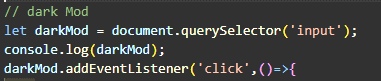 // dark Mod
let darkMod = document.querySelector('input');
console.log(darkMod);
darkMod.addEventListener('click',()=>{